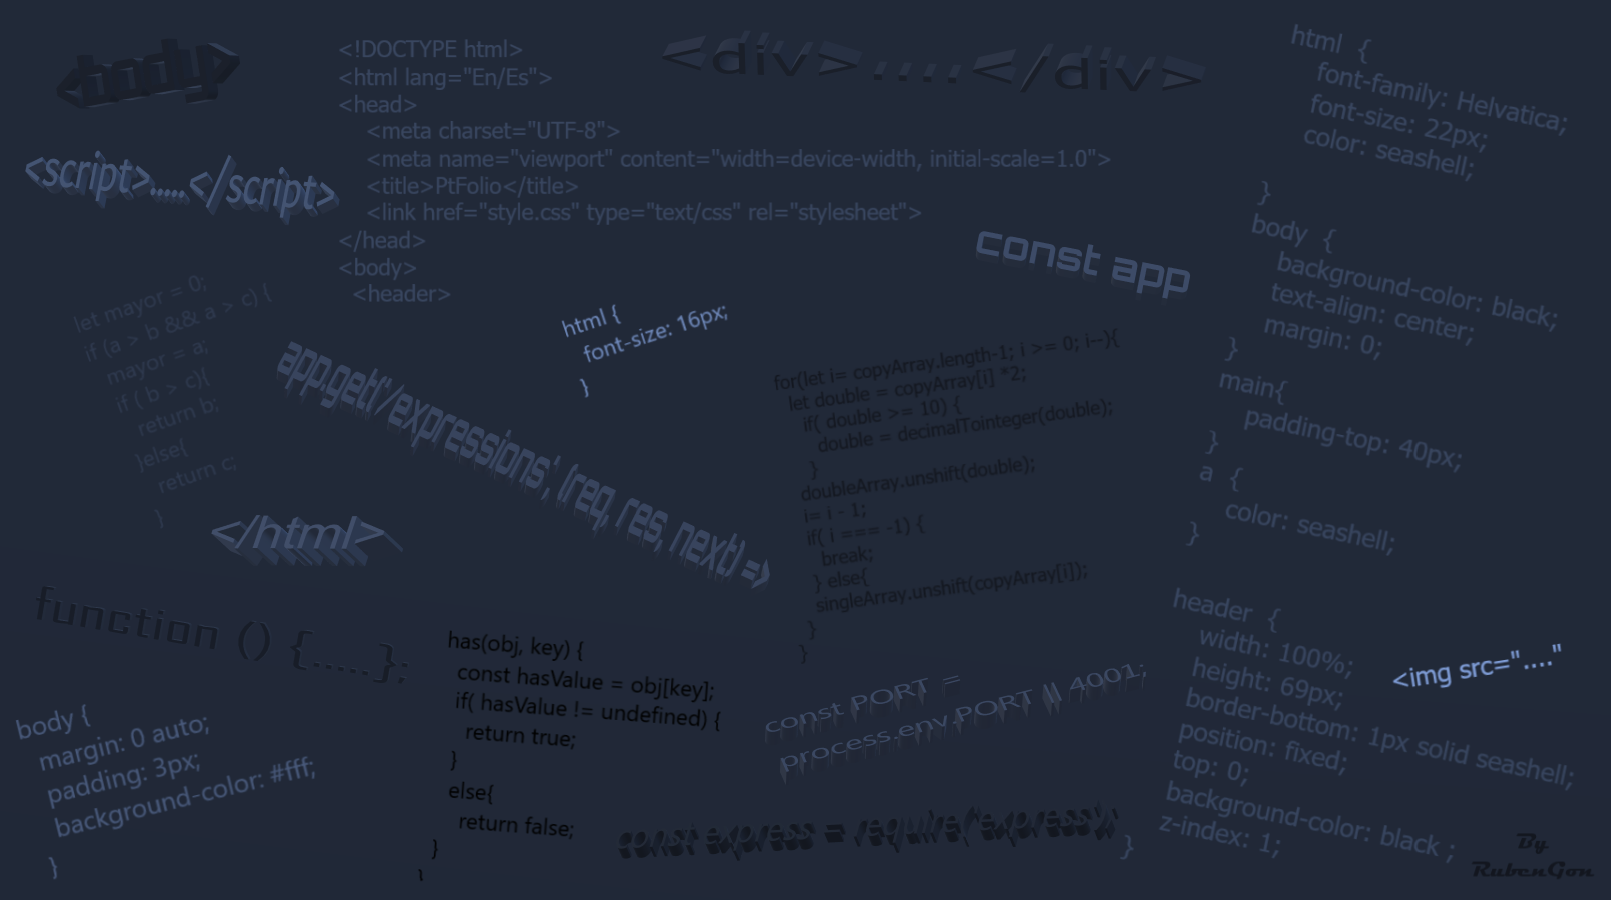 <body>
<!DOCTYPE html>
<html lang="En/Es">
<head>
<meta charset="UTF-8">
<meta name="viewport" content="width=device-width, initial-scale=1.0">
<title>PtFolio</title>
<link href="style.css" type="text/css" rel="stylesheet">
</head>
<body>
<header>
<div>....</div>
<script>.....</script>
html {
font-family: Helvatica;
font-size: 22px;
color: seashell;
}
body {
background-color: black;
text-align: center;
margin: 0;
}
main{
padding-top: 40px;
}
a {
color: seashell;
}
header {
width: 100%;
height: 69px;
border-bottom: 1px solid seashell;
position: fixed;
top: 0;
background-color: black ;
z-index: 1;
}
const app
let mayor = 0;
if (a > b && a > c) {
mayor = a;
if ( b > c){
return b;
}else{
return c;
}
html {
font-size: 16px;
}
app.get('/expressions', (req, res, next) =>
for(let i= copyArray.length-1; i >= 0; i--){
let double = copyArray[i] *2;
if( double >= 10) {
double = decimalTointeger(double);
}
doubleArray.unshift(double);
i= i - 1;
if( i === -1) {
break;
} else{
singleArray.unshift(copyArray[i]);
}
}
</html>
function () {.....};
has(obj, key) {
const hasValue = obj[key];
if( hasValue != undefined) {
return true;
}
else{
return false;
}
}
<img src="...."
const PORT =
process.env.PORT || 4001;
body {
margin: 0 auto;
padding: 3px;
background-color: #fff;
}
const express = require('express');
By
RubenGon